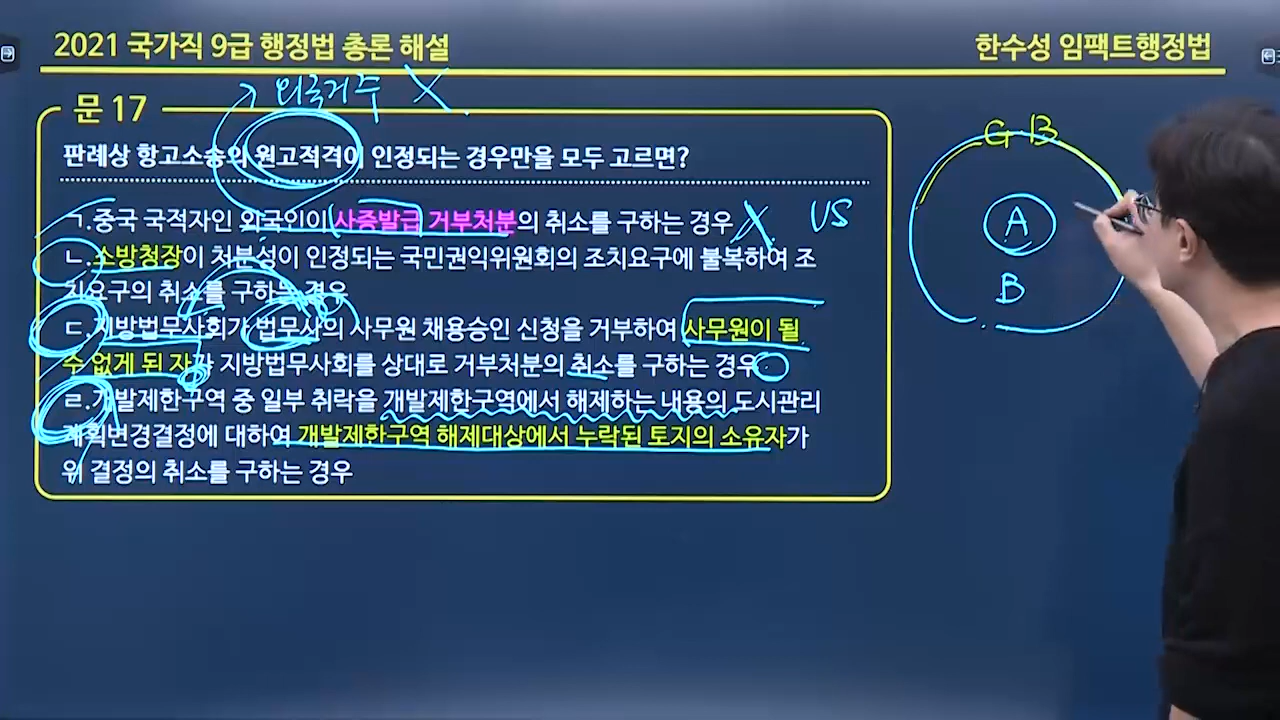 2021 국가직 9급 행정법 총론 해설
한수성 임팩트행정법
외국거주 X
문 17
판례상 항고소송의 원고적격이 인정되는 경우만을 모두 고르면?
ㄱ.중국 국적자인 외국인이 사증발급 거부처분의 취소를 구하는 경우 X VS
ㄴ.소방청장이 처분성이 인정되는 국민권익위원회의 조치요구에 불복하여 조
치요구의 취소를 구하는 경우
ㄷ.지방법무사회가 법무사의 사무원 채용승인 신청을 거부하여 사무원이 될
수 없게 된 자가 지방법무사회를 상대로 거부처분의 취소를 구하는 경우
ㄹ.개발제한구역 중 일부 취락을 개발제한구역에서 해제하는 내용의 도시관리
계획변경결정에 대하여 개발제한구역 해제대상에서 누락된 토지의 소유자가
위 결정의 취소를 구하는 경우
GB
A
B